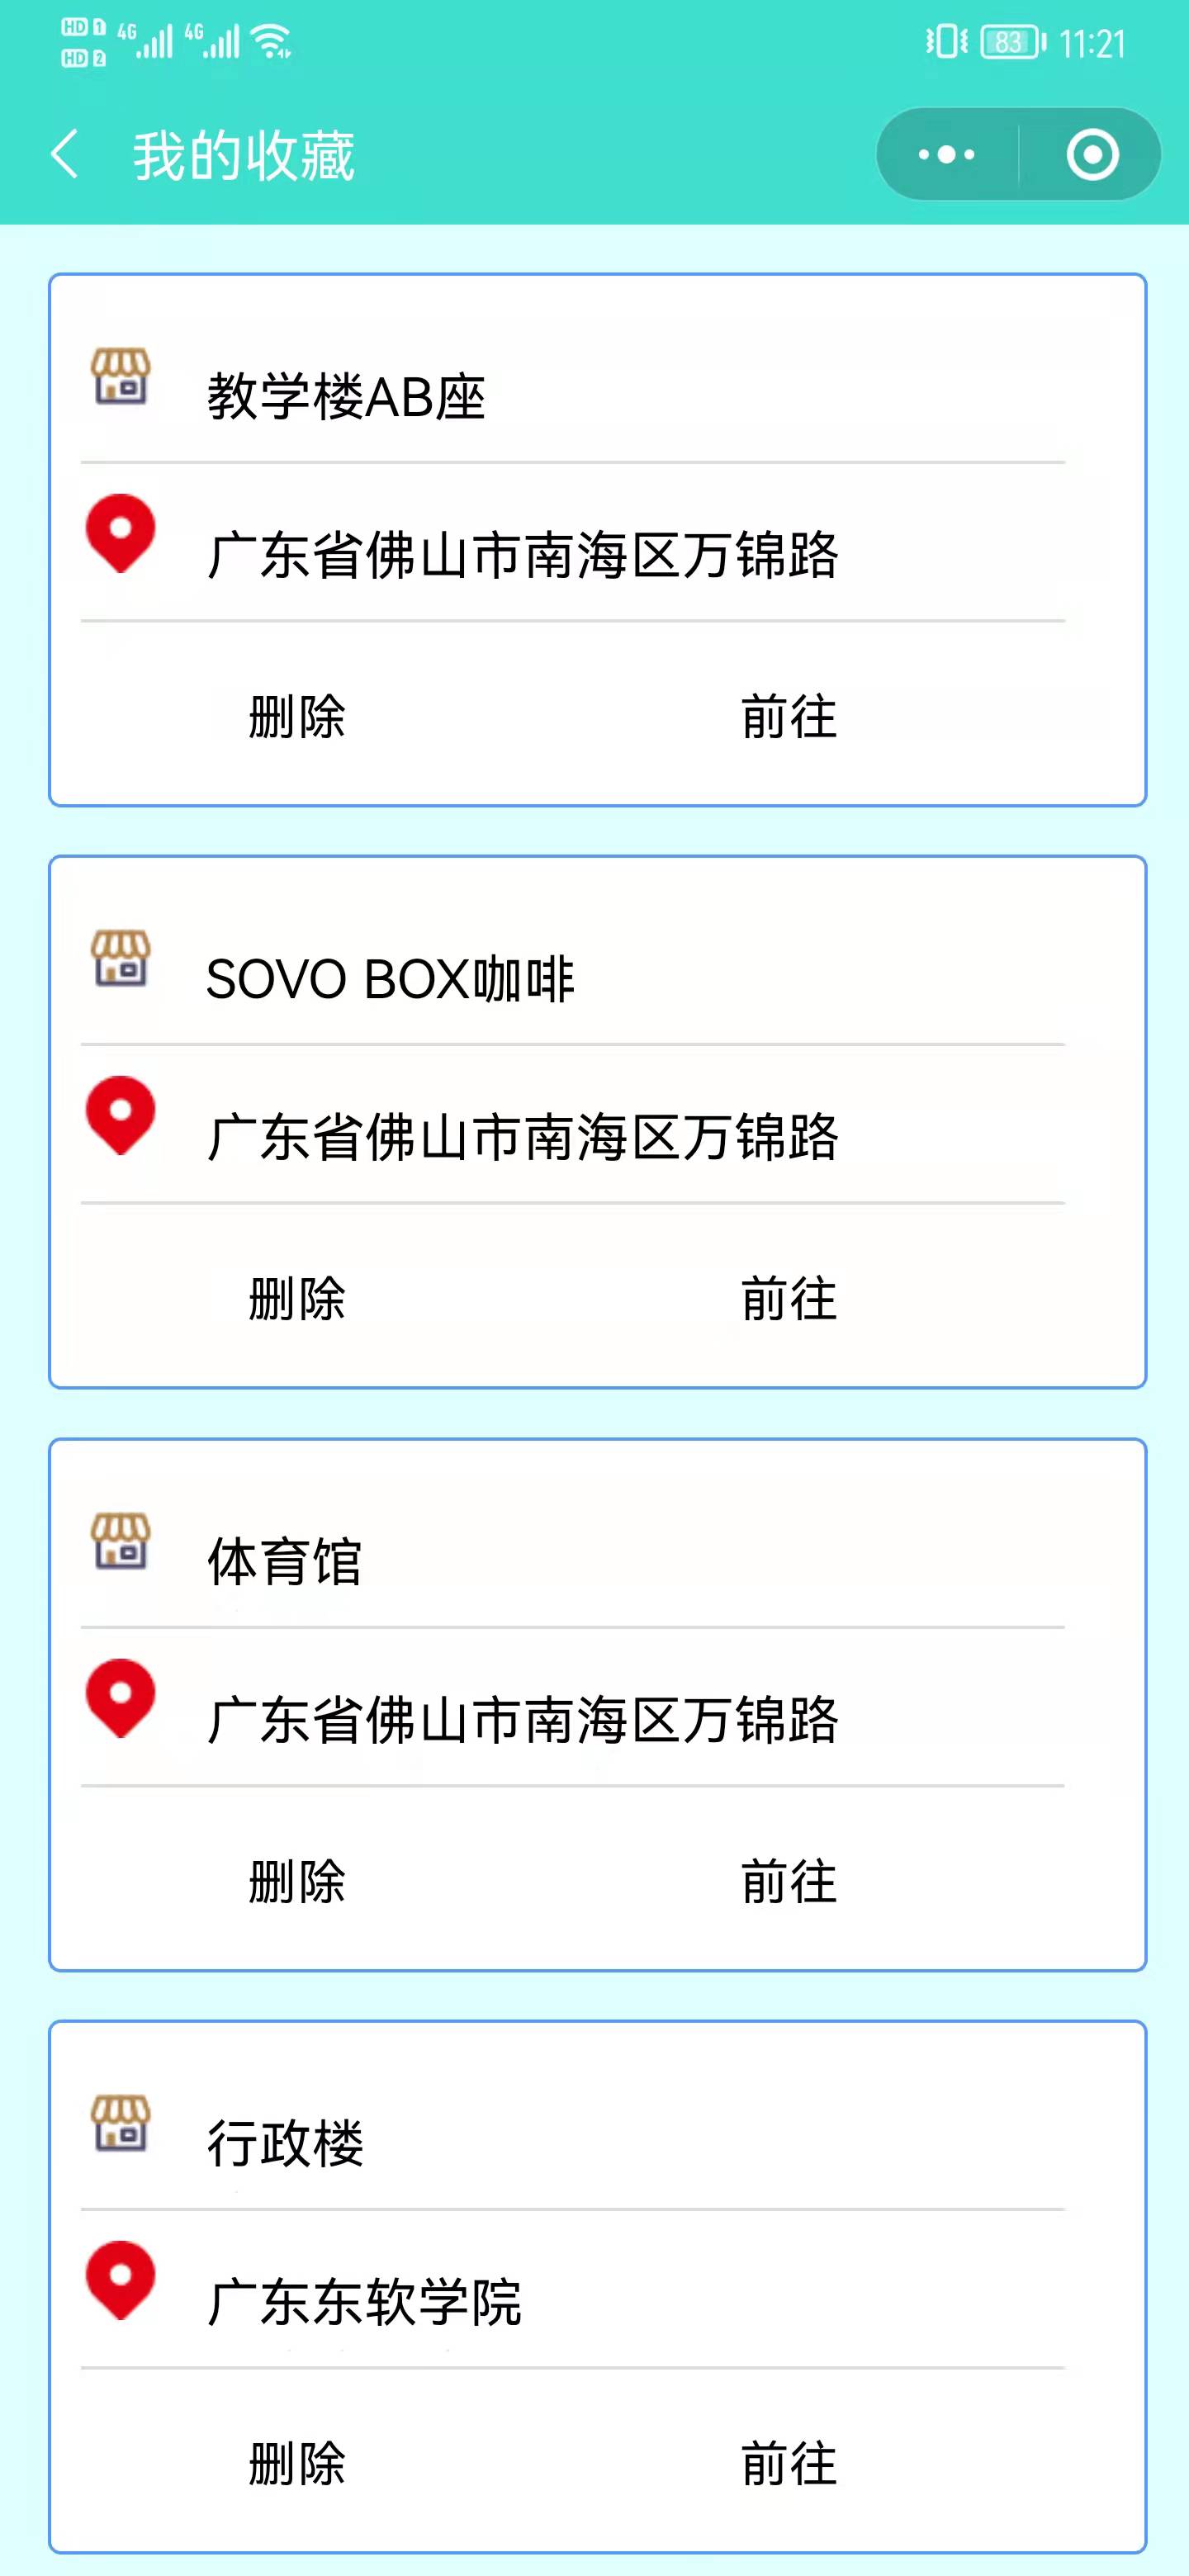 HD 1 4G 4G 83 11:21
HD 2
我的收藏
教学楼AB座
广东省佛山市南海区万锦路
删除 前往
SOVO BOX咖啡
广东省佛山市南海区万锦路
删除 前往
体育馆
广东省佛山市南海区万锦路
删除 前往
行政楼
广东东软学院
删除 前往